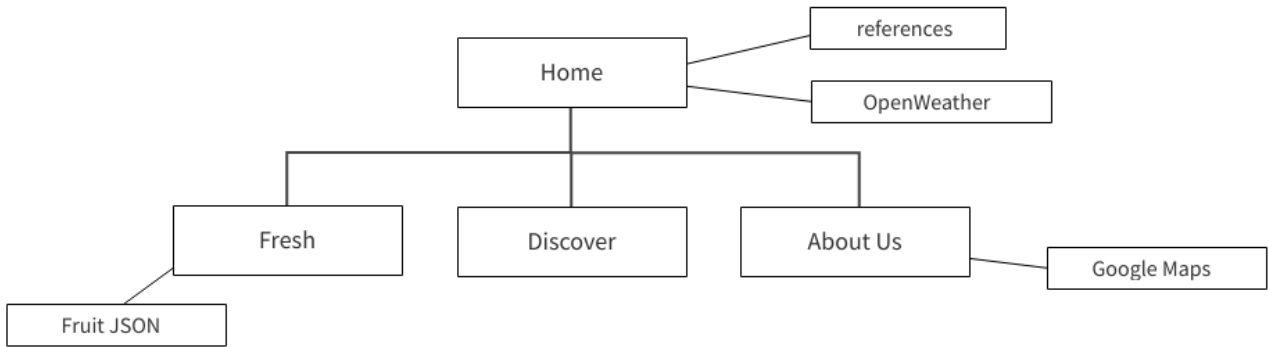 references
Home
OpenWeather
Fresh
Discover
About Us
Google Maps
Fruit JSON